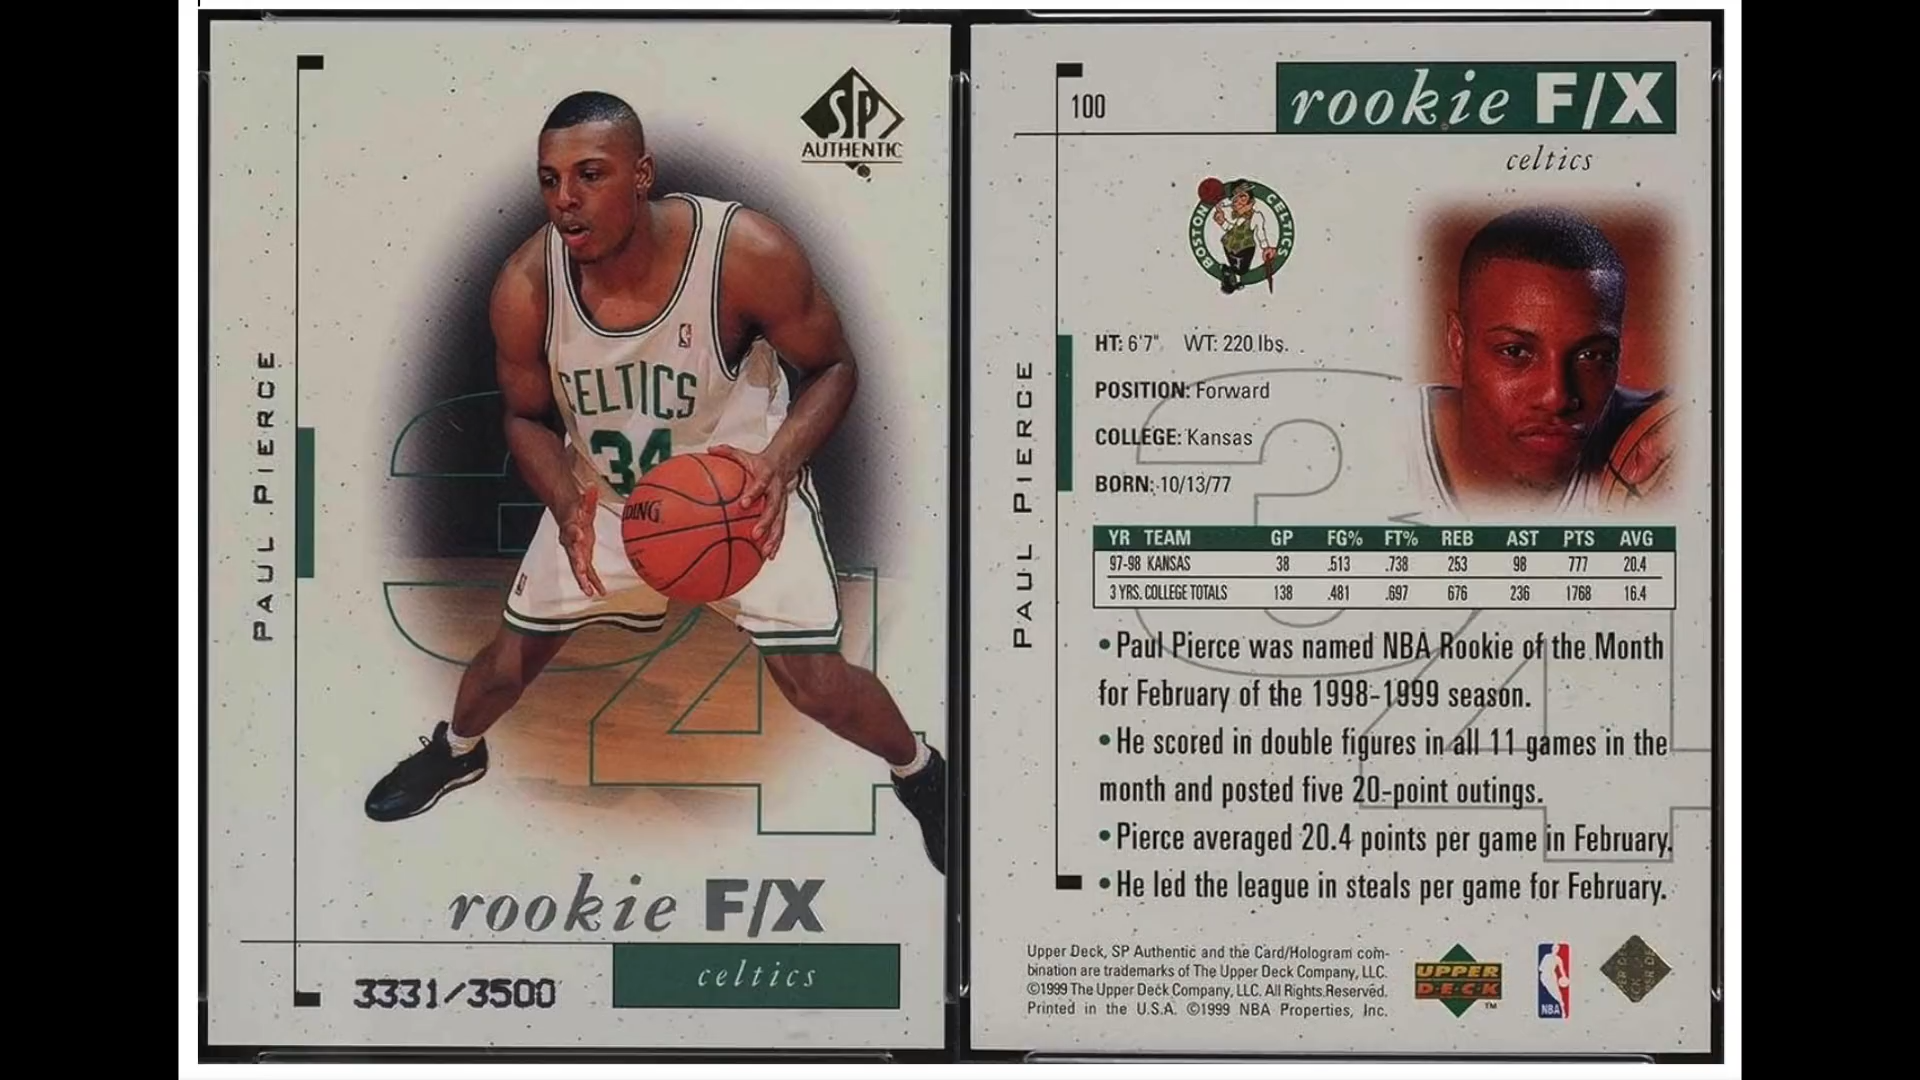 SP
AUTHENTIC
PAUL PIERCE
CELTICS
34
DING
rookie F/X
celtics
3331/3500
100
rookie F/X
celtics
BOSTON CELTICS
PAUL PIERCE
HT: 6'7" WT: 220 lbs.
POSITION: Forward
COLLEGE: Kansas
BORN: 10/13/77
34
YR TEAM GP FG% FT% REB AST PTS AVG
97-98 KANSAS 38 .513 .738 253 98 777 20.4
3 YRS. COLLEGE TOTALS 138 .481 .697 676 236 1768 16.4
• Paul Pierce was named NBA Rookie of the Month
for February of the 1998-1999 season.
• He scored in double figures in all 11 games in the
month and posted five 20-point outings.
• Pierce averaged 20.4 points per game in February.
• He led the league in steals per game for February.
Upper Deck, SP Authentic and the Card/Hologram com-
bination are trademarks of The Upper Deck Company, LLC.
©1999 The Upper Deck Company, LLC. All Rights Reserved.
Printed in the U.S.A. ©1999 NBA Properties, Inc.
UPPER
DECK
TM
NBA